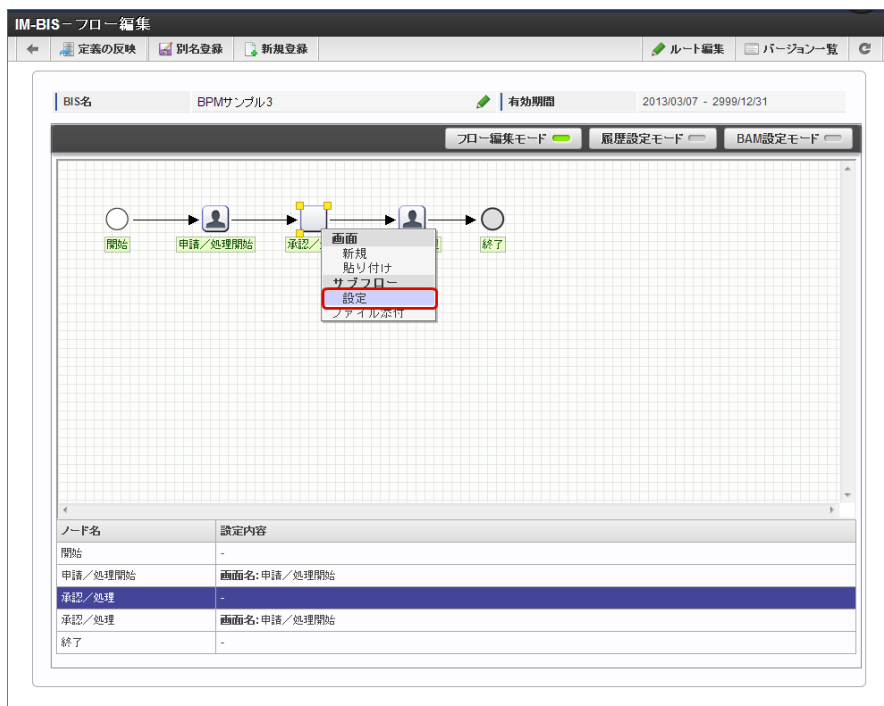 IM-BIS－フロー編集
定義の反映 別名登録 新規登録 ルート編集 バージョン一覧
BIS名 BPMサンプル3 有効期間 2013/03/07 - 2999/12/31
フロー編集モード 履歴設定モード BAM設定モード
開始 申請／処理開始 承認／ 終了
画面
新規
貼り付け
サブフロー
設定
ファイル添付
ノード名 設定内容
開始 -
申請／処理開始 画面名:申請／処理開始
承認／処理 -
承認／処理 画面名:申請／処理開始
終了 -